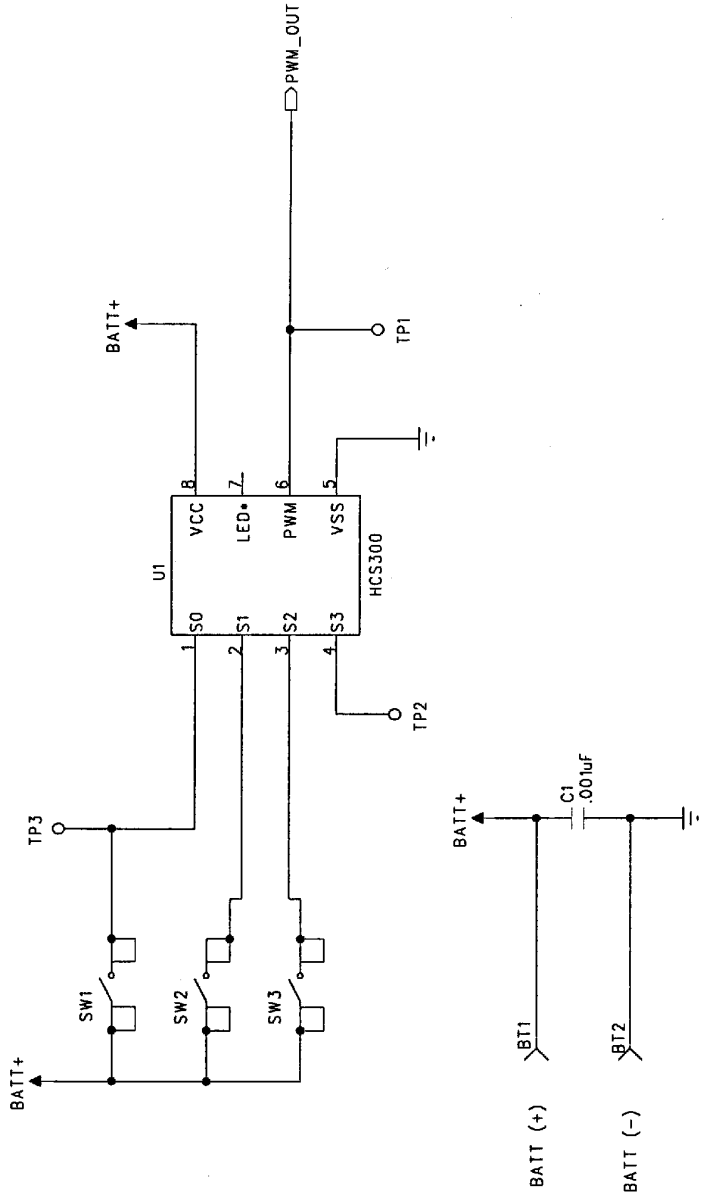 PWM_OUT
BATT+
TP1
U1
8
7
6
5
VCC
LED*
PWM
VSS
HCS300
S0
S1
S2
S3
1
2
3
4
TP2
TP3
SW1
SW2
SW3
BATT+
BATT+
C1
.001uF
BT1
BT2
BATT (+)
BATT (-)